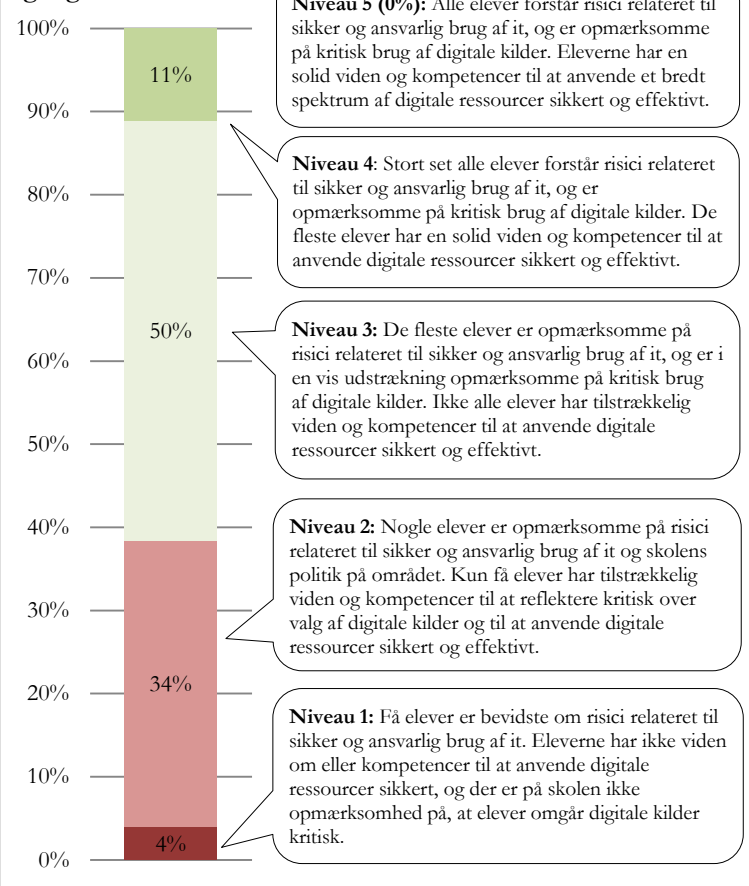 Niveau 5 (0%): Alle elever forstår risici relateret til
sikker og ansvarlig brug af it, og er opmærksomme
på kritisk brug af digitale kilder. Eleverne har en
solid viden og kompetencer til at anvende et bredt
spektrum af digitale ressourcer sikkert og effektivt.
Niveau 4: Stort set alle elever forstår risici relateret
til sikker og ansvarlig brug af it, og er
opmærksomme på kritisk brug af digitale kilder. De
fleste elever har en solid viden og kompetencer til at
anvende digitale ressourcer sikkert og effektivt.
Niveau 3: De fleste elever er opmærksomme på
risici relateret til sikker og ansvarlig brug af it, og er i
en vis udstrækning opmærksomme på kritisk brug
af digitale kilder. Ikke alle elever har tilstrækkelig
viden og kompetencer til at anvende digitale
ressourcer sikkert og effektivt.
Niveau 2: Nogle elever er opmærksomme på risici
relateret til sikker og ansvarlig brug af it og skolens
politik på området. Kun få elever har tilstrækkelig
viden og kompetencer til at reflektere kritisk over
valg af digitale kilder og til at anvende digitale
ressourcer sikkert og effektivt.
Niveau 1: Få elever er bevidste om risici relateret til
sikker og ansvarlig brug af it. Eleverne har ikke viden
om eller kompetencer til at anvende digitale
ressourcer sikkert, og der er på skolen ikke
opmærksomhed på, at elever omgår digitale kilder
kritisk.
100%
90%
80%
70%
60%
50%
40%
30%
20%
10%
0%
11%
50%
34%
4%